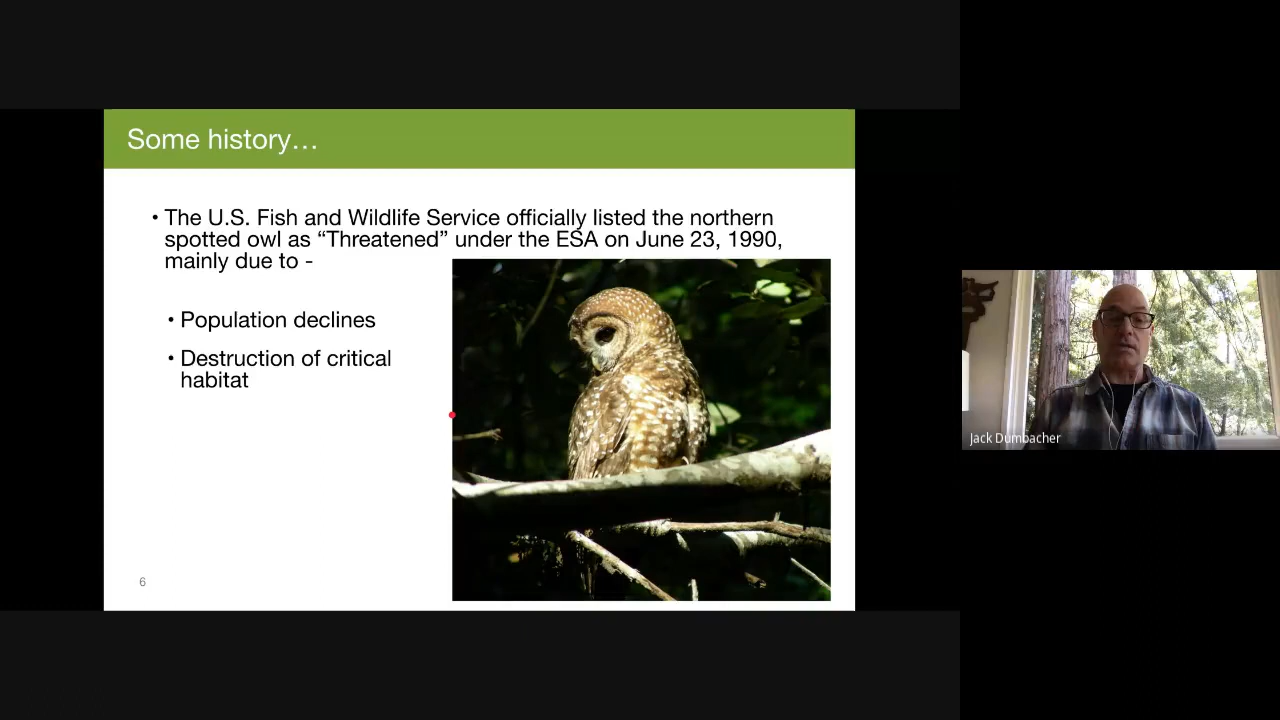 Some history…
• The U.S. Fish and Wildlife Service officially listed the northern
spotted owl as “Threatened” under the ESA on June 23, 1990,
mainly due to -
• Population declines
• Destruction of critical
habitat
6
Jack Dumbacher